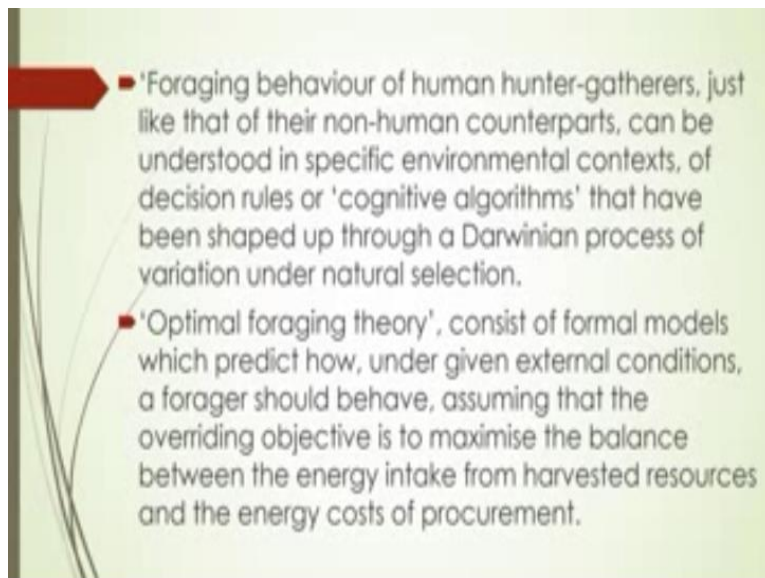 'Foraging behaviour of human hunter-gatherers, just
like that of their non-human counterparts, can be
understood in specific environmental contexts, of
decision rules or 'cognitive algorithms' that have
been shaped up through a Darwinian process of
variation under natural selection.
'Optimal foraging theory', consist of formal models
which predict how, under given external conditions,
a forager should behave, assuming that the
overriding objective is to maximise the balance
between the energy intake from harvested resources
and the energy costs of procurement.